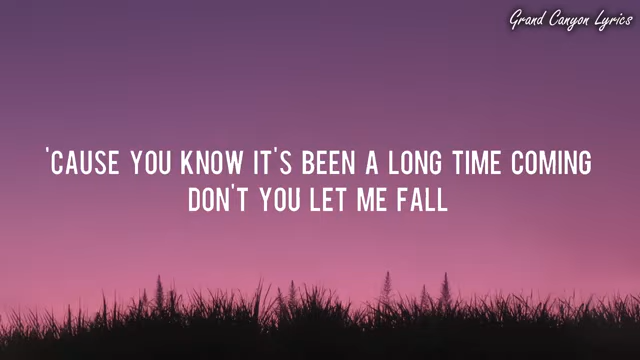 Grand Canyon Lyrics
'CAUSE YOU KNOW IT'S BEEN A LONG TIME COMING
DON'T YOU LET ME FALL